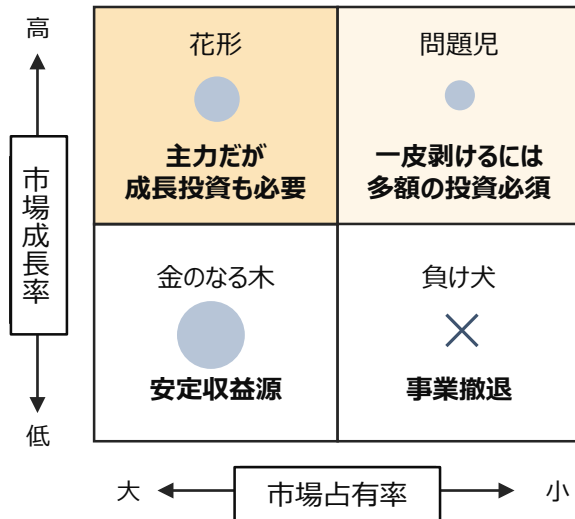 高
市場成長率
低
花形
主力だが
成長投資も必要
問題児
一皮剥けるには
多額の投資必須
金のなる木
安定収益源
負け犬
事業撤退
大
市場占有率
小